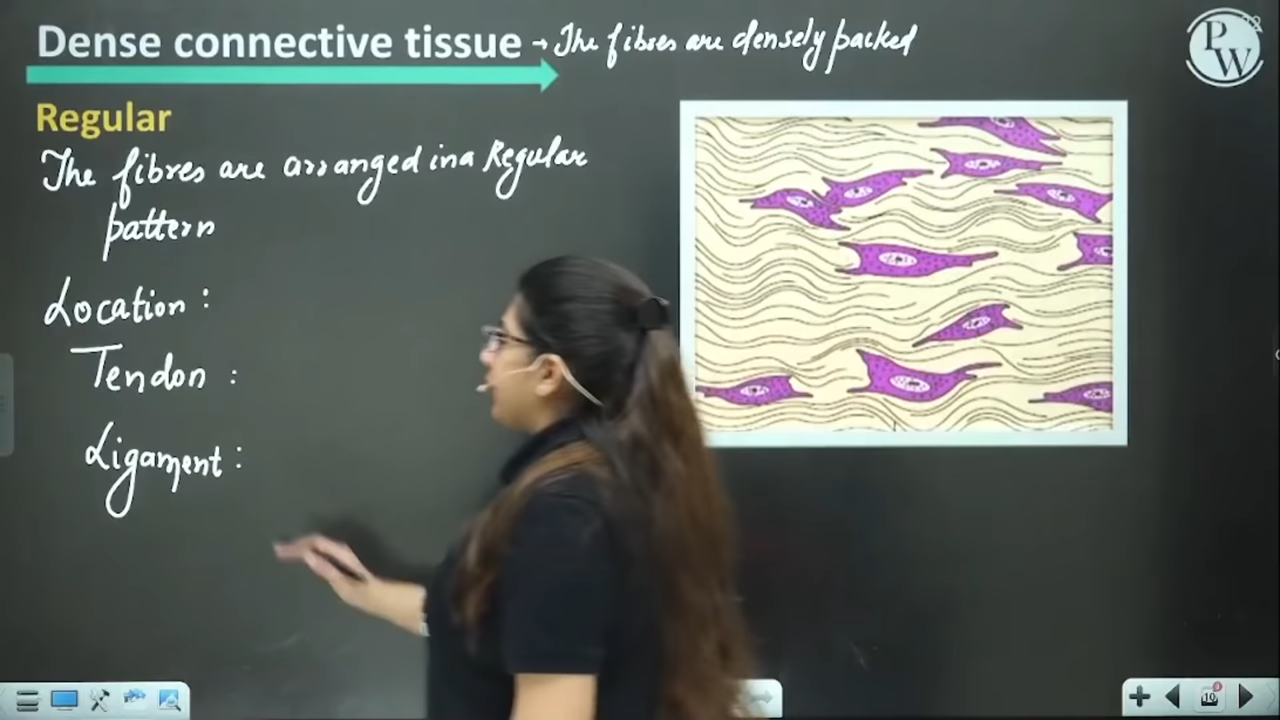 Dense connective tissue → The fibres are densely packed
PW
Regular
The fibres are arranged in a Regular
pattern
Location :
Tendon :
Ligament :
10